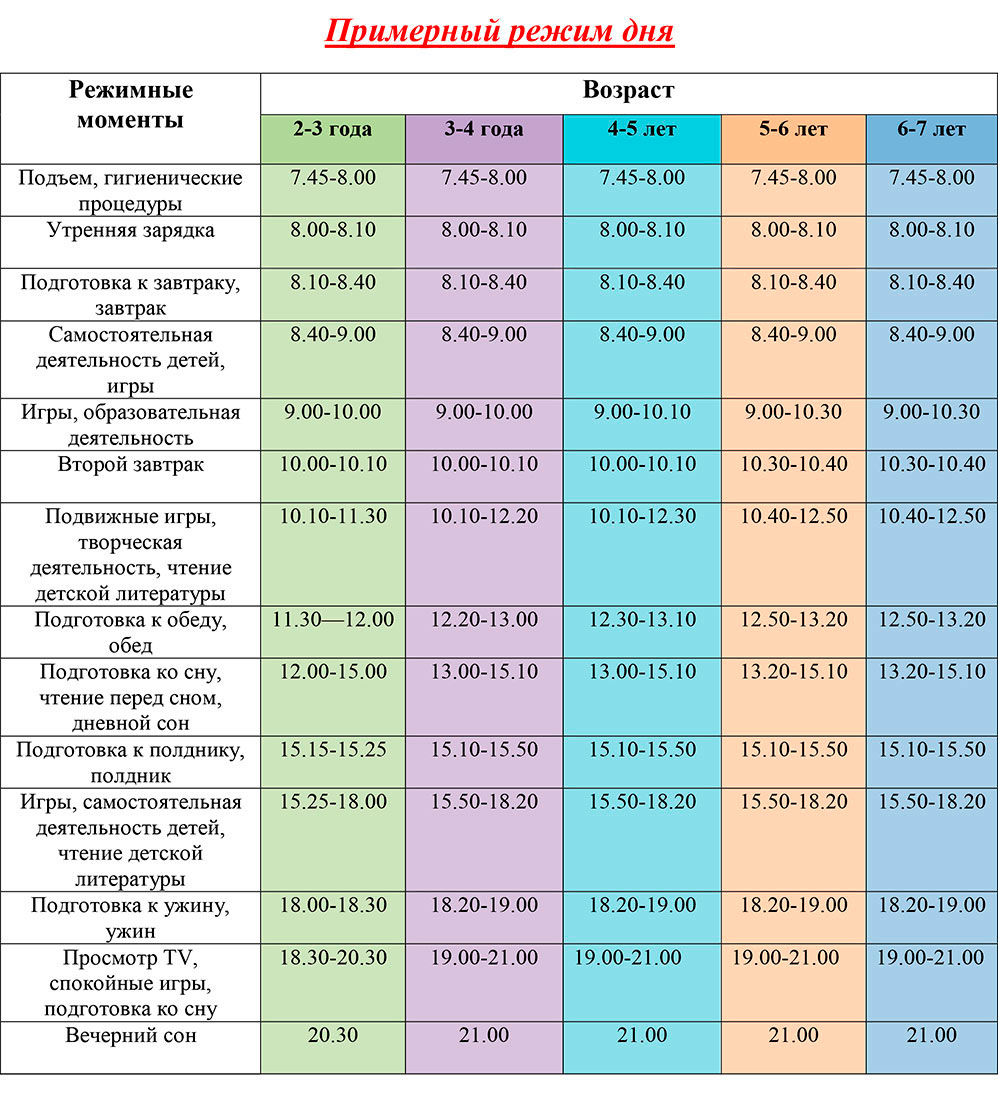 Примерный режим дня
Режимные
моменты
Возраст
2-3 года 3-4 года 4-5 лет 5-6 лет 6-7 лет
Подъем, гигиенические
процедуры
7.45-8.00 7.45-8.00 7.45-8.00 7.45-8.00 7.45-8.00
Утренняя зарядка
8.00-8.10 8.00-8.10 8.00-8.10 8.00-8.10 8.00-8.10
Подготовка к завтраку,
завтрак
8.10-8.40 8.10-8.40 8.10-8.40 8.10-8.40 8.10-8.40
Самостоятельная
деятельность детей,
игры
8.40-9.00 8.40-9.00 8.40-9.00 8.40-9.00 8.40-9.00
Игры, образовательная
деятельность
9.00-10.00 9.00-10.00 9.00-10.10 9.00-10.30 9.00-10.30
Второй завтрак
10.00-10.10 10.00-10.10 10.00-10.10 10.30-10.40 10.30-10.40
Подвижные игры,
творческая
деятельность, чтение
детской литературы
10.10-11.30 10.10-12.20 10.10-12.30 10.40-12.50 10.40-12.50
Подготовка к обеду,
обед
11.30—12.00 12.20-13.00 12.30-13.10 12.50-13.20 12.50-13.20
Подготовка ко сну,
чтение перед сном,
дневной сон
12.00-15.00 13.00-15.10 13.00-15.10 13.20-15.10 13.20-15.10
Подготовка к полднику,
полдник
15.15-15.25 15.10-15.50 15.10-15.50 15.10-15.50 15.10-15.50
Игры, самостоятельная
деятельность детей,
чтение детской
литературы
15.25-18.00 15.50-18.20 15.50-18.20 15.50-18.20 15.50-18.20
Подготовка к ужину,
ужин
18.00-18.30 18.20-19.00 18.20-19.00 18.20-19.00 18.20-19.00
Просмотр TV,
спокойные игры,
подготовка ко сну
18.30-20.30 19.00-21.00 19.00-21.00 19.00-21.00 19.00-21.00
Вечерний сон
20.30 21.00 21.00 21.00 21.00